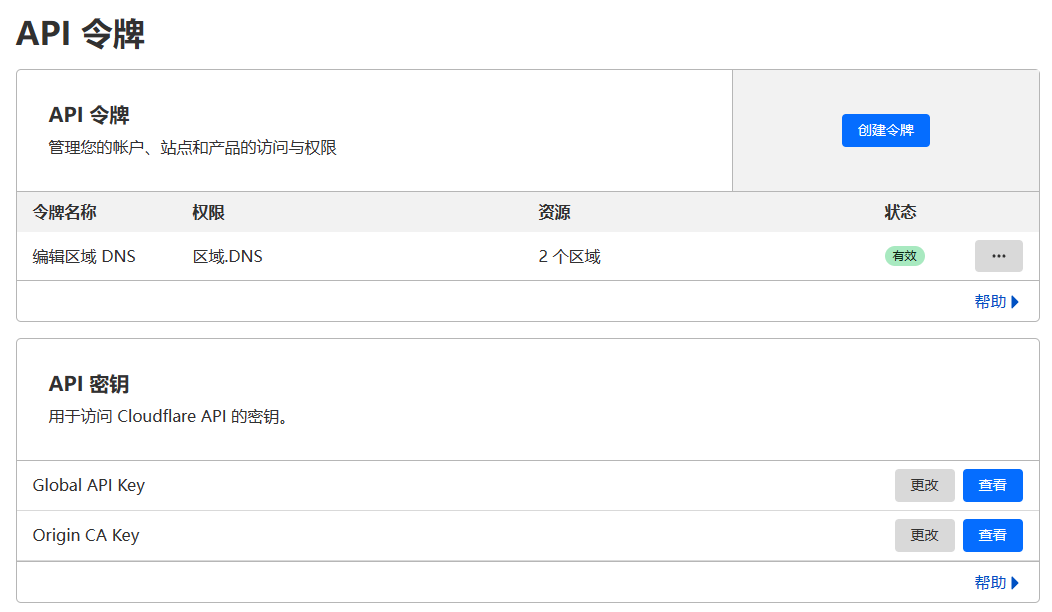 API 令牌
API 令牌
管理您的帐户、站点和产品的访问与权限
创建令牌
令牌名称 权限 资源 状态
编辑区域 DNS 区域.DNS 2 个区域 有效 ...
帮助
API 密钥
用于访问 Cloudflare API 的密钥。
Global API Key 更改 查看
Origin CA Key 更改 查看
帮助